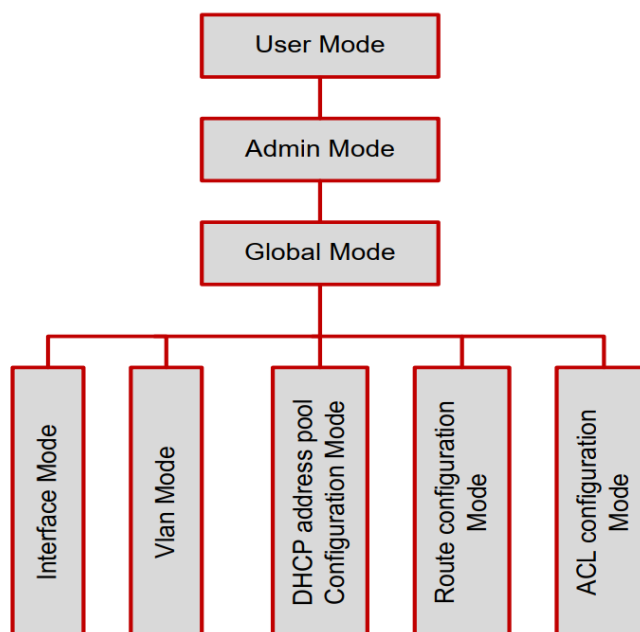 User Mode
Admin Mode
Global Mode
Interface Mode
Vlan Mode
DHCP address pool
Configuration Mode
Route configuration
Mode
ACL configuration
Mode